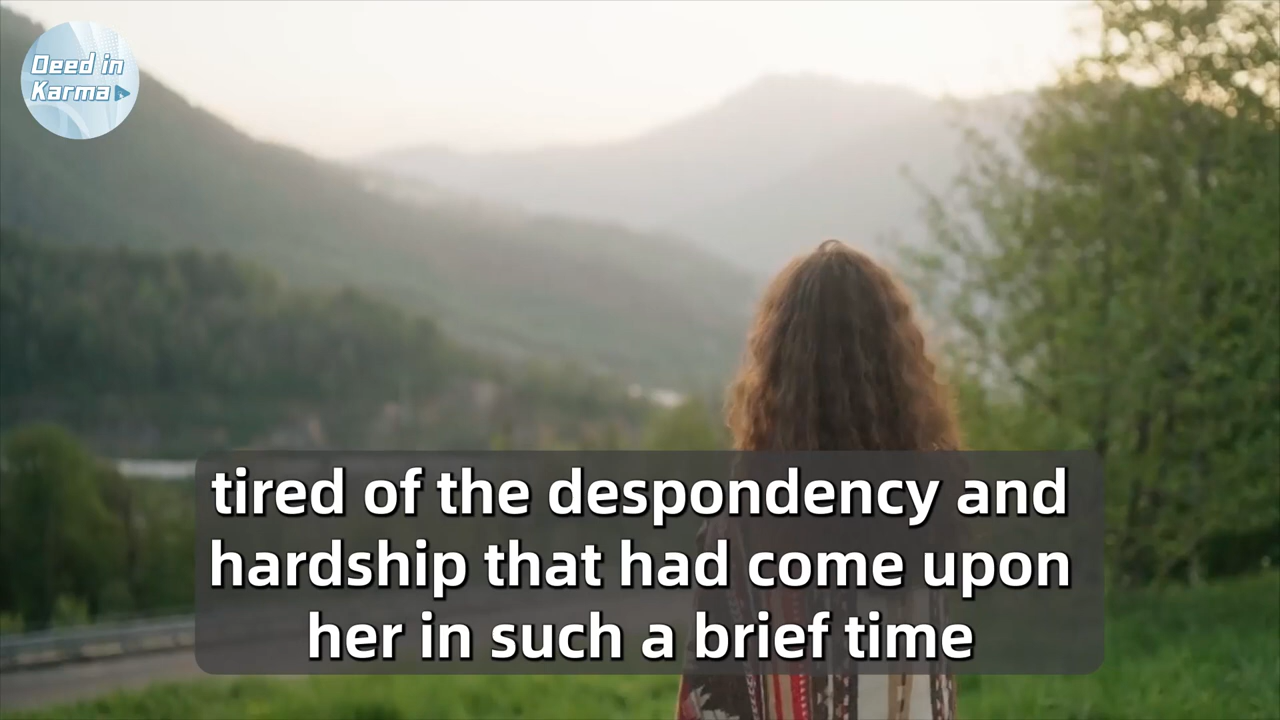 Deed in
Karma
tired of the despondency and
hardship that had come upon
her in such a brief time